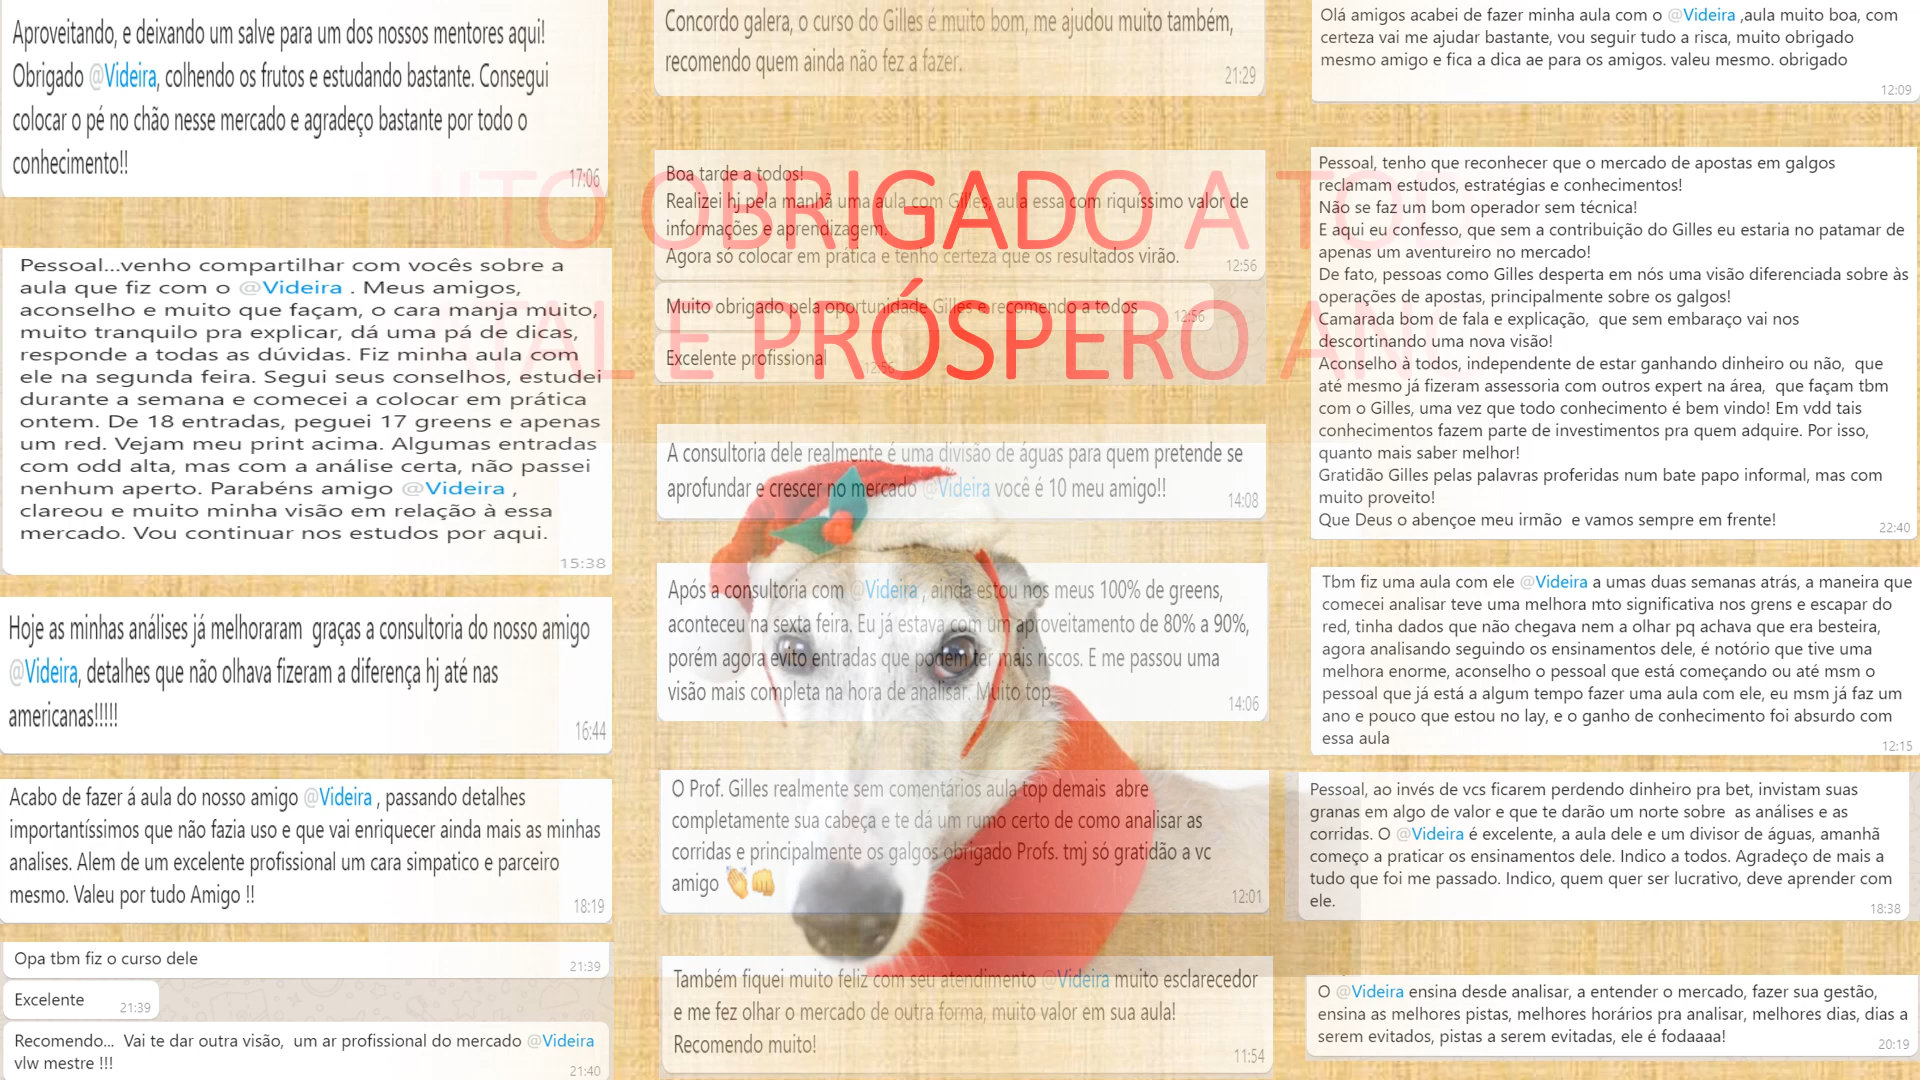 Aproveitando, e deixando um salve para um dos nossos mentores aqui!
Obrigado @Videira, colhendo os frutos e estudando bastante. Consegui
colocar o pé no chão nesse mercado e agradeço bastante por todo o
conhecimento!!
17:06
Pessoal...venho compartilhar com vocês sobre a
aula que fiz com o @Videira . Meus amigos,
aconselho e muito que façam, o cara manja muito,
muito tranquilo pra explicar, dá uma pá de dicas,
responde a todas as dúvidas. Fiz minha aula com
ele na segunda feira. Segui seus conselhos, estudei
durante a semana e comecei a colocar em prática
ontem. De 18 entradas, peguei 17 greens e apenas
um red. Vejam meu print acima. Algumas entradas
com odd alta, mas com a análise certa, não passei
nenhum aperto. Parabéns amigo @Videira ,
clareou e muito minha visão em relação à essa
mercado. Vou continuar nos estudos por aqui.
15:38
Hoje as minhas análises já melhoraram graças a consultoria do nosso amigo
@Videira, detalhes que não olhava fizeram a diferença hj até nas
americanas!!!!!
16:44
Acabo de fazer á aula do nosso amigo @Videira , passando detalhes
importantíssimos que não fazia uso e que vai enriquecer ainda mais as minhas
analises. Alem de um excelente profissional um cara simpatico e parceiro
mesmo. Valeu por tudo Amigo !!
18:19
Opa tbm fiz o curso dele
21:39
Excelente
21:39
Recomendo... Vai te dar outra visão, um ar profissional do mercado @Videira
vlw mestre !!!
21:40
Concordo galera, o curso do Gilles é muito bom, me ajudou muito também,
recomendo quem ainda não fez a fazer.
21:29
Boa tarde a todos!
Realizei hj pela manhã uma aula com Gilles, aula essa com riquíssimo valor de
informações e aprendizagem.
Agora só colocar em prática e tenho certeza que os resultados virão.
12:56
Muito obrigado pela oportunidade Gilles e recomendo a todos
12:56
Excelente profissional
12:56
ITO OBRIGADO A TOD
TAL E PRÓSPERO AN
A consultoria dele realmente é uma divisão de águas para quem pretende se
aprofundar e crescer no mercado @Videira você é 10 meu amigo!!
14:08
Após a consultoria com @Videira , ainda estou nos meus 100% de greens,
aconteceu na sexta feira. Eu já estava com um aproveitamento de 80% a 90%,
porém agora evito entradas que podem ter mais riscos. E me passou uma
visão mais completa na hora de analisar. Muito top
14:06
O Prof. Gilles realmente sem comentários aula top demais abre
completamente sua cabeça e te dá um rumo certo de como analisar as
corridas e principalmente os galgos obrigado Profs. tmj só gratidão a vc
amigo 👏👊
12:01
Também fiquei muito feliz com seu atendimento @Videira muito esclarecedor
e me fez olhar o mercado de outra forma, muito valor em sua aula!
Recomendo muito!
11:54
Olá amigos acabei de fazer minha aula com o @Videira ,aula muito boa, com
certeza vai me ajudar bastante, vou seguir tudo a risca, muito obrigado
mesmo amigo e fica a dica ae para os amigos. valeu mesmo. obrigado
12:09
Pessoal, tenho que reconhecer que o mercado de apostas em galgos
reclamam estudos, estratégias e conhecimentos!
Não se faz um bom operador sem técnica!
E aqui eu confesso, que sem a contribuição do Gilles eu estaria no patamar de
apenas um aventureiro no mercado!
De fato, pessoas como Gilles desperta em nós uma visão diferenciada sobre às
operações de apostas, principalmente sobre os galgos!
Camarada bom de fala e explicação, que sem embaraço vai nos
descortinando uma nova visão!
Aconselho à todos, independente de estar ganhando dinheiro ou não, que
até mesmo já fizeram assessoria com outros expert na área, que façam tbm
com o Gilles, uma vez que todo conhecimento é bem vindo! Em vdd tais
conhecimentos fazem parte de investimentos pra quem adquire. Por isso,
quanto mais saber melhor!
Gratidão Gilles pelas palavras proferidas num bate papo informal, mas com
muito proveito!
Que Deus o abençoe meu irmão e vamos sempre em frente!
22:40
Tbm fiz uma aula com ele @Videira a umas duas semanas atrás, a maneira que
comecei analisar teve uma melhora mto significativa nos grens e escapar do
red, tinha dados que não chegava nem a olhar pq achava que era besteira,
agora analisando seguindo os ensinamentos dele, é notório que tive uma
melhora enorme, aconselho o pessoal que está começando ou até msm o
pessoal que já está a algum tempo fazer uma aula com ele, eu msm já faz um
ano e pouco que estou no lay, e o ganho de conhecimento foi absurdo com
essa aula
12:15
Pessoal, ao invés de vcs ficarem perdendo dinheiro pra bet, invistam suas
granas em algo de valor e que te darão um norte sobre as análises e as
corridas. O @Videira é excelente, a aula dele e um divisor de águas, amanhã
começo a praticar os ensinamentos dele. Indico a todos. Agradeço de mais a
tudo que foi me passado. Indico, quem quer ser lucrativo, deve aprender com
ele.
18:38
O @Videira ensina desde analisar, a entender o mercado, fazer sua gestão,
ensina as melhores pistas, melhores horários pra analisar, melhores dias, dias a
serem evitados, pistas a serem evitadas, ele é fodaaaa!
20:19